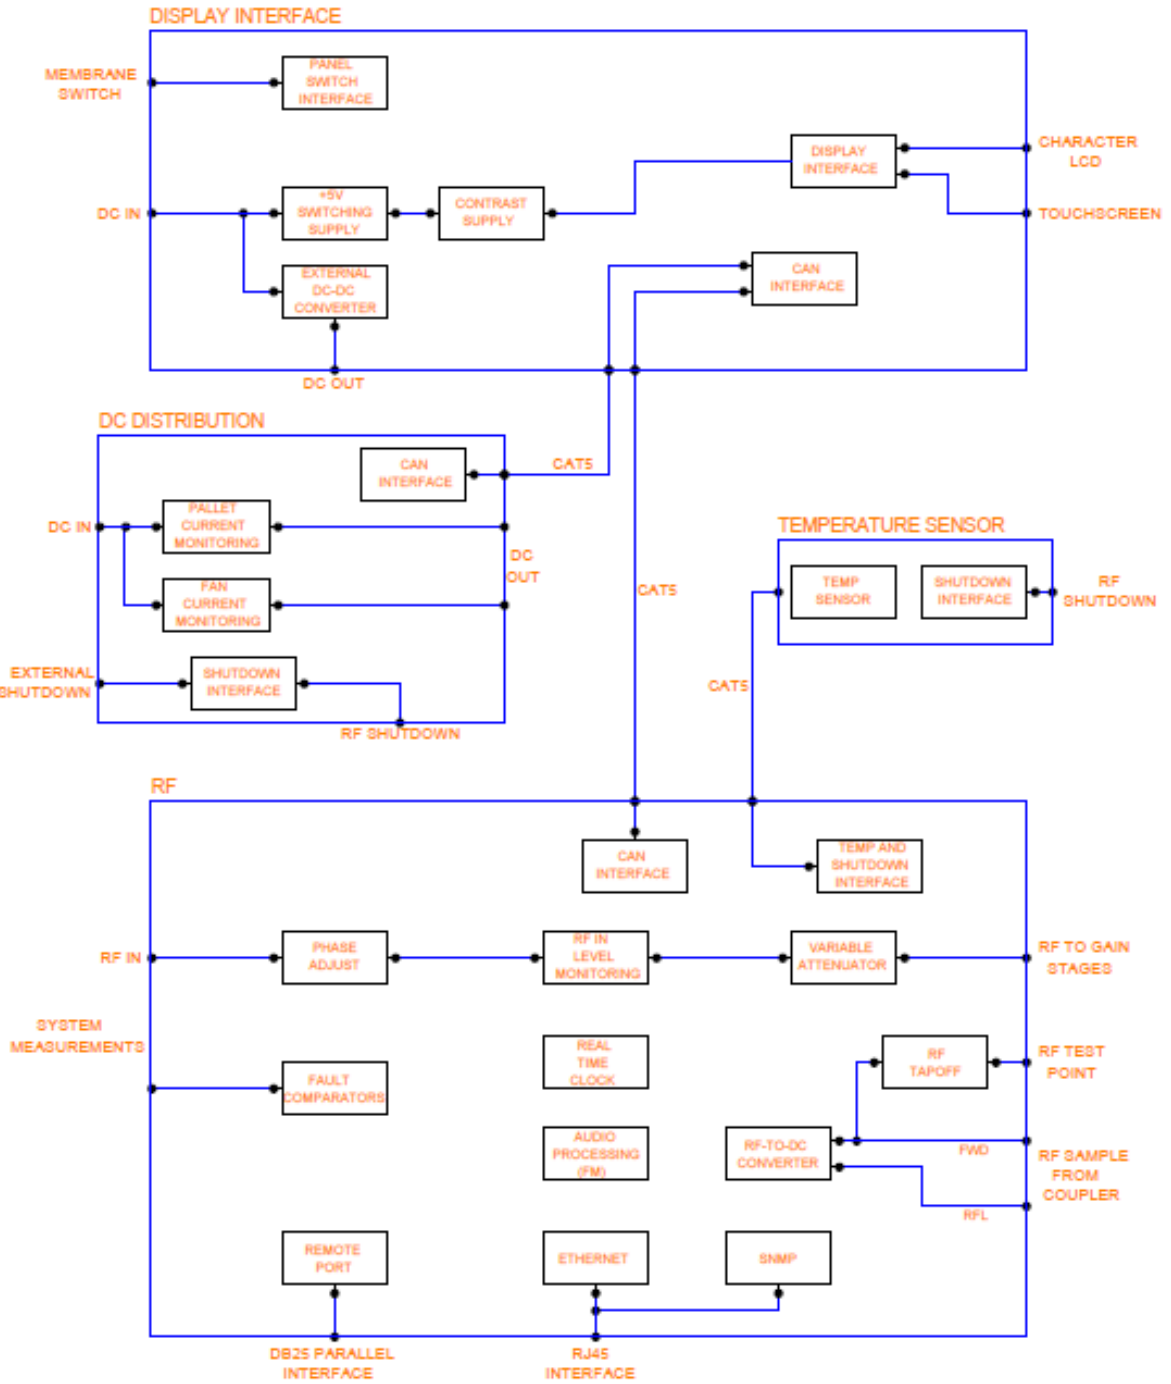 DISPLAY INTERFACE
MEMBRANE
SWITCH
PANEL
SWITCH
INTERFACE
DISPLAY
INTERFACE
CHARACTER
LCD
DC IN
+5V
SWITCHING
SUPPLY
CONTRAST
SUPPLY
TOUCHSCREEN
EXTERNAL
DC-DC
CONVERTER
CAN
INTERFACE
DC OUT
DC DISTRIBUTION
CAN
INTERFACE
CAT5
DC IN
PALLET
CURRENT
MONITORING
DC
OUT
FAN
CURRENT
MONITORING
EXTERNAL
SHUTDOWN
SHUTDOWN
INTERFACE
RF SHUTDOWN
CAT5
TEMPERATURE SENSOR
TEMP
SENSOR
SHUTDOWN
INTERFACE
RF
SHUTDOWN
CAT5
RF
CAN
INTERFACE
TEMP AND
SHUTDOWN
INTERFACE
RF IN
PHASE
ADJUST
RF IN
LEVEL
MONITORING
VARIABLE
ATTENUATOR
RF TO GAIN
STAGES
SYSTEM
MEASUREMENTS
FAULT
COMPARATORS
REAL
TIME
CLOCK
RF
TAPOFF
RF TEST
POINT
AUDIO
PROCESSING
(FM)
RF-TO-DC
CONVERTER
FWD
RFL
RF SAMPLE
FROM
COUPLER
REMOTE
PORT
ETHERNET
SNMP
DB25 PARALLEL
INTERFACE
RJ45
INTERFACE